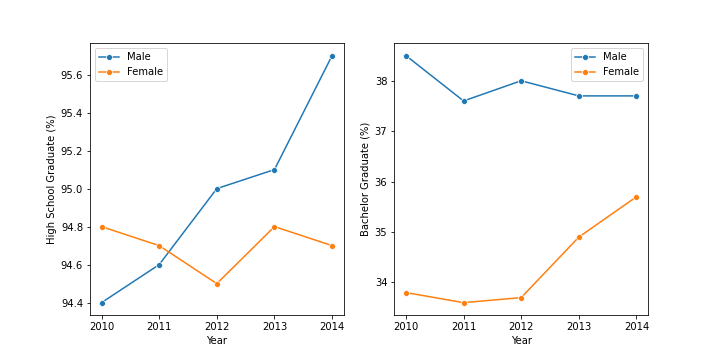 Male
Female
High School Graduate (%)
95.6
95.4
95.2
95.0
94.8
94.6
94.4
2010 2011 2012 2013 2014
Year
Male
Female
Bachelor Graduate (%)
38
37
36
35
34
2010 2011 2012 2013 2014
Year